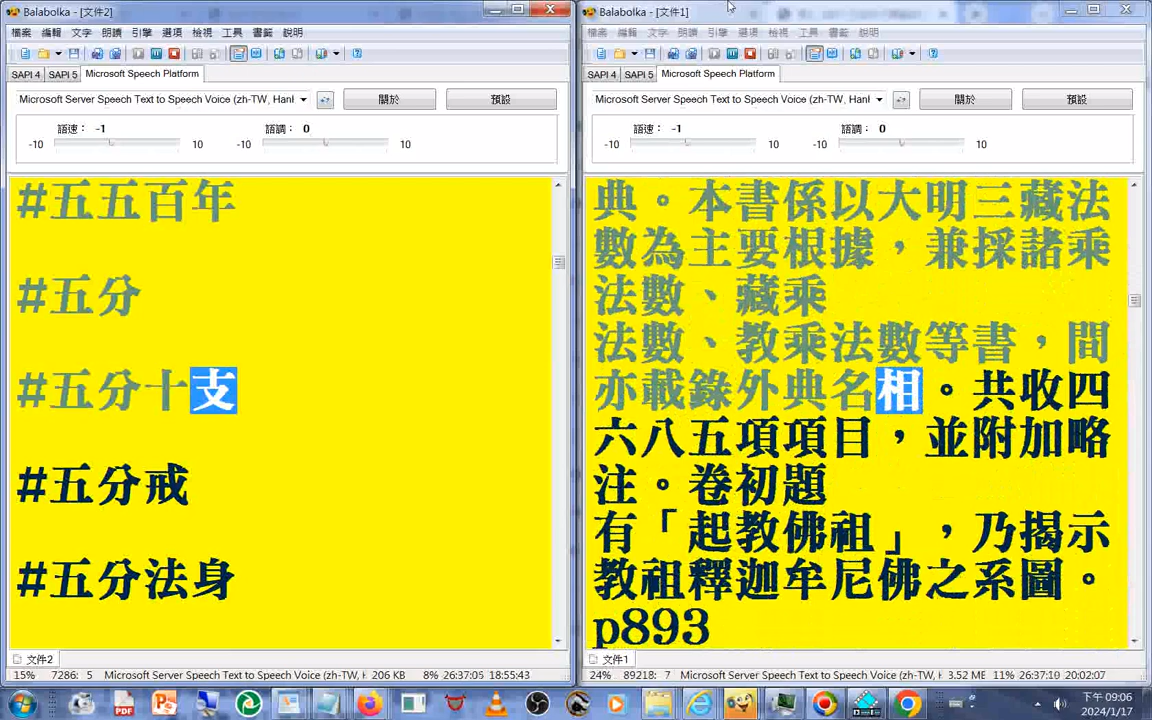 Balabolka - [文件2]
檔案 編輯 文字 朗讀 引擎 選項 檢視 工具 書籤 說明
SAPI 4 SAPI 5 Microsoft Speech Platform
Microsoft Server Speech Text to Speech Voice (zh-TW, Hanl
關於 預設
語速： -1 語調： 0
-10 10 -10 10
#五五百年
#五分
#五分十支
#五分戒
#五分法身
文件2
15% 7286: 5 Microsoft Server Speech Text to Speech Voice (zh-TW, H 206 KB 8% 26:37:05 18:55:43
Balabolka - [文件1]
檔案 編輯 文字 朗讀 引擎 選項 檢視 工具 書籤 說明
SAPI 4 SAPI 5 Microsoft Speech Platform
Microsoft Server Speech Text to Speech Voice (zh-TW, Hanl
關於 預設
語速： -1 語調： 0
-10 10 -10 10
典。本書係以大明三藏法
數為主要根據，兼採諸乘
法數、藏乘
法數、教乘法數等書，間
亦載錄外典名相。共收四
六八五項項目，並附加略
注。卷初題
有「起教佛祖」，乃揭示
教祖釋迦牟尼佛之系圖。
p893
文件1
24% 89218: 7 Microsoft Server Speech Text to Speech Voice (zh-TW, H 3.52 MB 11% 26:37:10 20:02:07
下午 09:06
2024/1/17